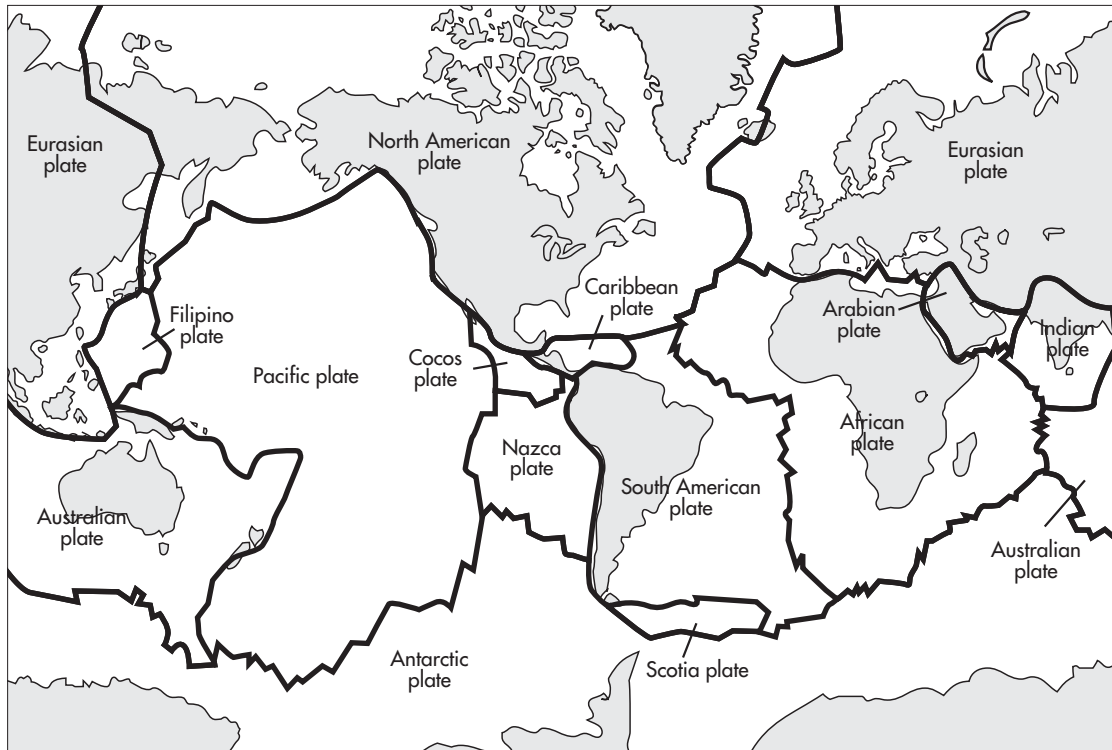 Eurasian
plate
North American
plate
Eurasian
plate
Caribbean
plate
Filipino
plate
Arabian
plate
Indian
plate
Cocos
plate
Pacific plate
African
plate
Nazca
plate
South American
plate
Australian
plate
Australian
plate
Antarctic
plate
Scotia plate